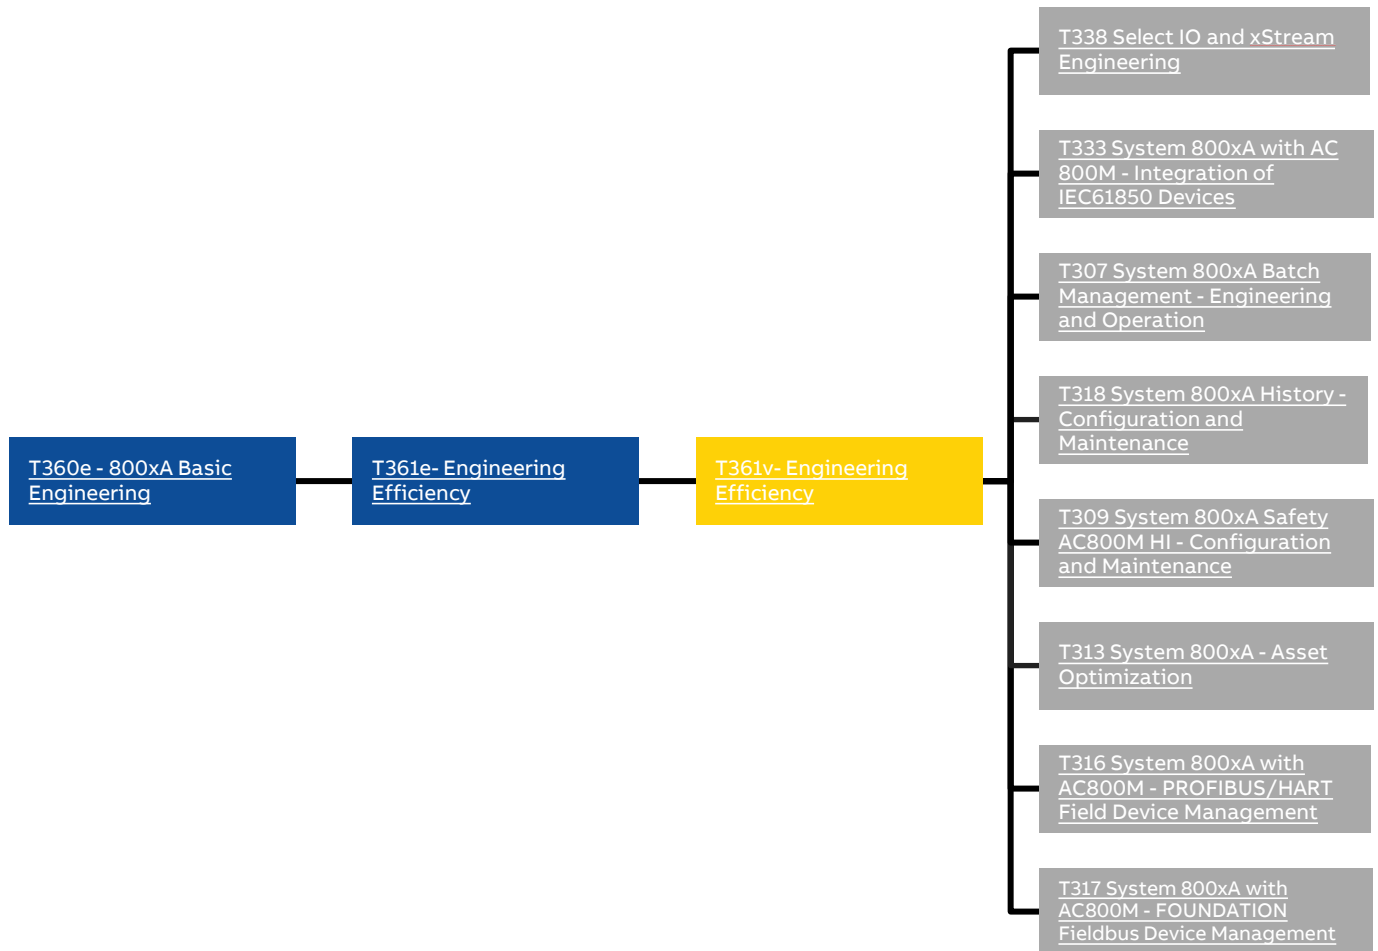 T360e - 800xA Basic
Engineering
T361e- Engineering
Efficiency
T361v- Engineering
Efficiency
T338 Select IO and xStream
Engineering
T333 System 800xA with AC
800M - Integration of
IEC61850 Devices
T307 System 800xA Batch
Management - Engineering
and Operation
T318 System 800xA History -
Configuration and
Maintenance
T309 System 800xA Safety
AC800M HI - Configuration
and Maintenance
T313 System 800xA - Asset
Optimization
T316 System 800xA with
AC800M - PROFIBUS/HART
Field Device Management
T317 System 800xA with
AC800M - FOUNDATION
Fieldbus Device Management